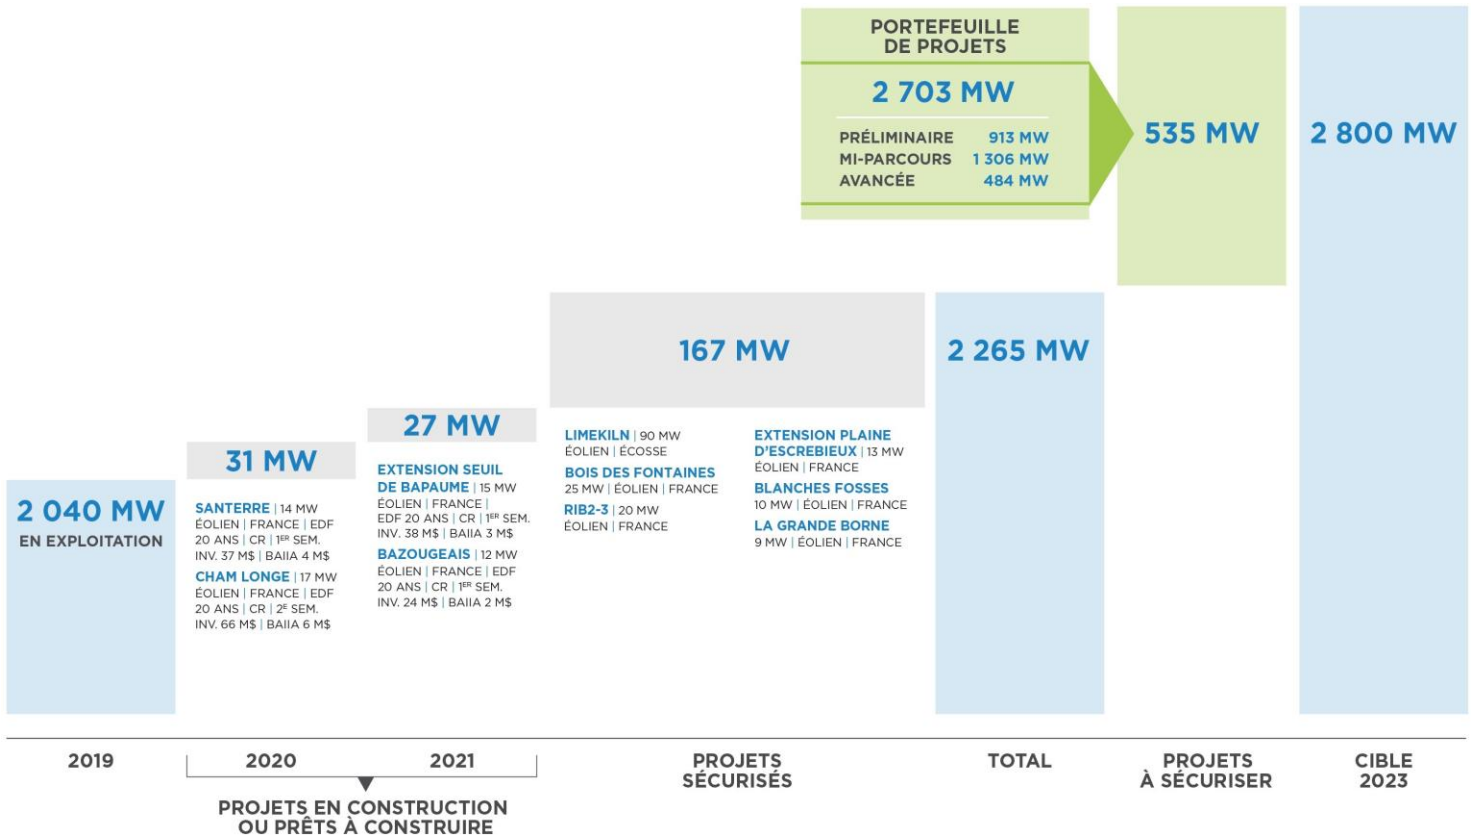 PORTEFEUILLE
DE PROJETS
2 703 MW
PRÉLIMINAIRE 913 MW
MI-PARCOURS 1 306 MW
AVANCÉE 484 MW
535 MW
2 800 MW
2 040 MW
EN EXPLOITATION
31 MW
SANTERRE | 14 MW
ÉOLIEN | FRANCE | EDF
20 ANS | CR | 1ER SEM.
INV. 37 M$ | BAIIA 4 M$
CHAM LONGE | 17 MW
ÉOLIEN | FRANCE | EDF
20 ANS | CR | 2E SEM.
INV. 66 M$ | BAIIA 6 M$
27 MW
EXTENSION SEUIL
DE BAPAUME | 15 MW
ÉOLIEN | FRANCE |
EDF 20 ANS | CR | 1ER SEM.
INV. 38 M$ | BAIIA 3 M$
BAZOUGEAIS | 12 MW
ÉOLIEN | FRANCE | EDF
20 ANS | CR | 1ER SEM.
INV. 24 M$ | BAIIA 2 M$
167 MW
LIMEKILN | 90 MW
ÉOLIEN | ÉCOSSE
BOIS DES FONTAINES
25 MW | ÉOLIEN | FRANCE
RIB2-3 | 20 MW
ÉOLIEN | FRANCE
EXTENSION PLAINE
D'ESCREBIEUX | 13 MW
ÉOLIEN | FRANCE
BLANCHES FOSSES
10 MW | ÉOLIEN | FRANCE
LA GRANDE BORNE
9 MW | ÉOLIEN | FRANCE
2 265 MW
2019
2020
2021
PROJETS EN CONSTRUCTION
OU PRÊTS À CONSTRUIRE
PROJETS
SÉCURISÉS
TOTAL
PROJETS
À SÉCURISER
CIBLE
2023